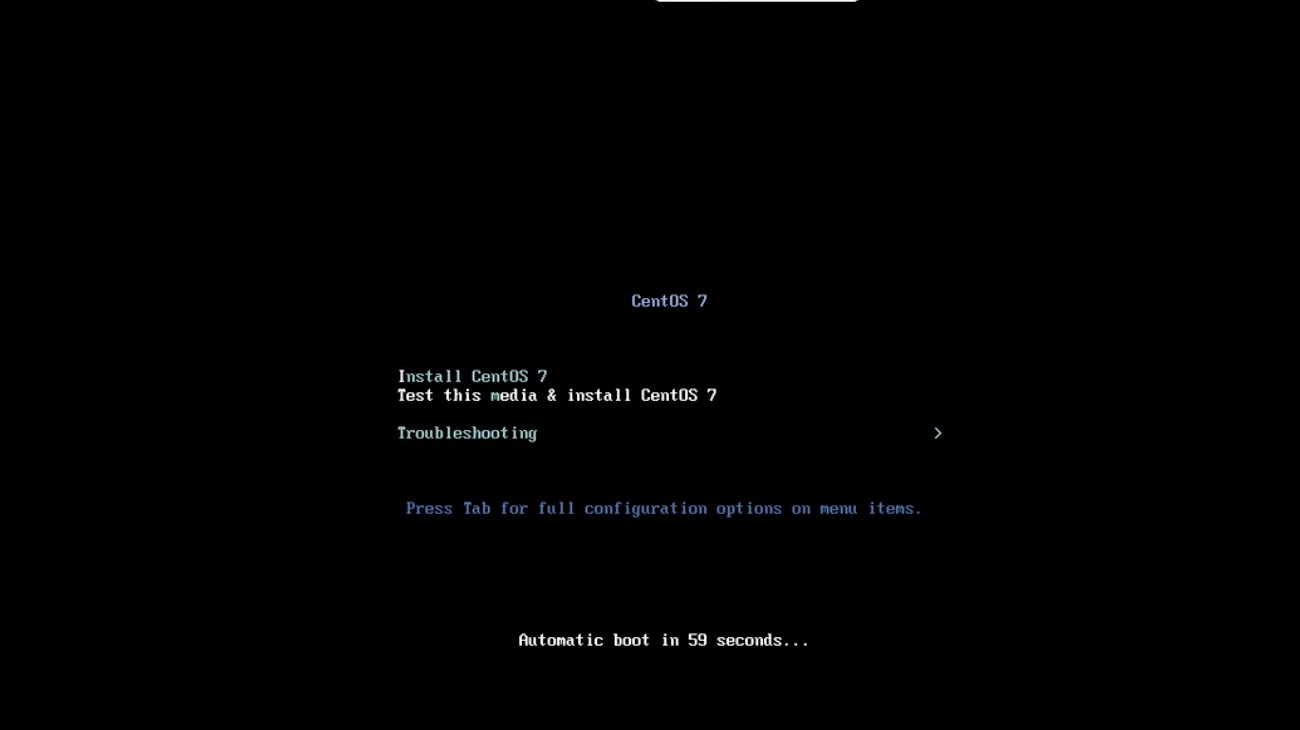 CentOS 7
Install CentOS 7
Test this media & install CentOS 7
Troubleshooting >
Press Tab for full configuration options on menu items.
Automatic boot in 59 seconds...